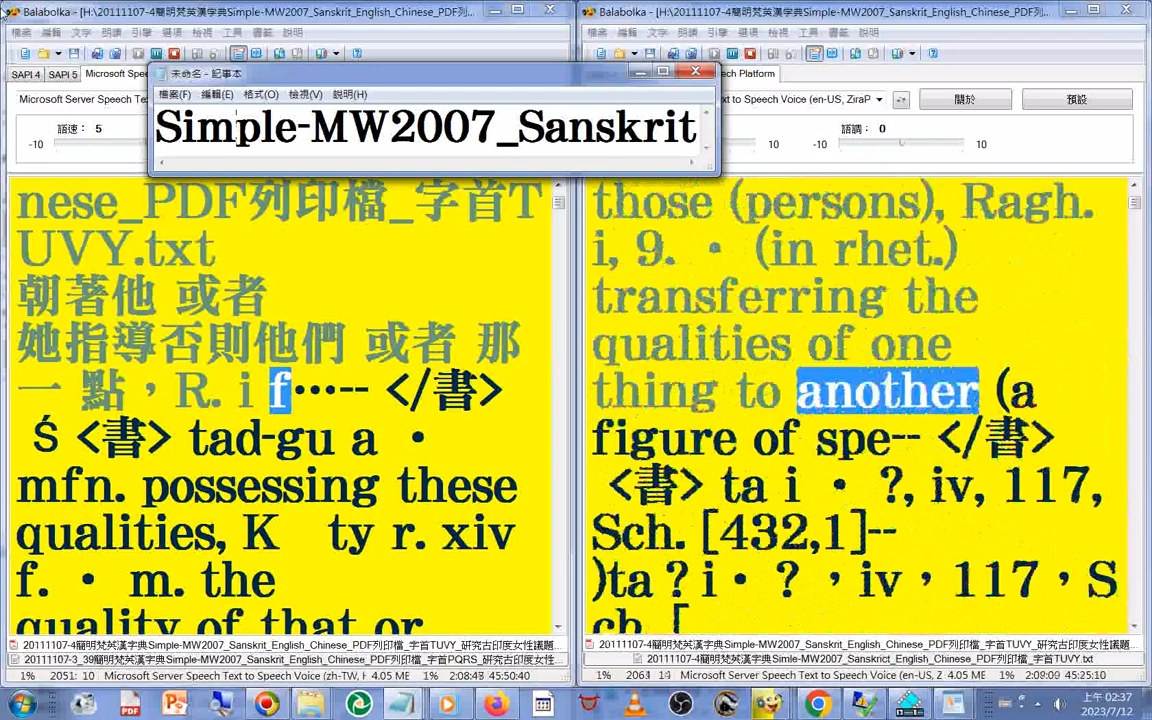 Balabolka - [H:\20111107-4簡明梵英漢字典Simple-MW2007_Sanskrit_English_Chinese_PDF列...
檔案 編輯 文字 朗讀 引擎 選項 檢視 工具 書籤 說明
SAPI 4 SAPI 5 Microsoft Spe
Microsoft Server Speech Text
語速： 5
-10
未命名 - 記事本
檔案(F) 編輯(E) 格式(O) 檢視(V) 說明(H)
Simple-MW2007_Sanskrit
nese_PDF列印檔_字首T
UVY.txt
朝著他 或者
她指導否則他們 或者 那
一 點，R. i f…-- </書>
Ś <書> tad-gu a •
mfn. possessing these
qualities, K ty r. xiv
f. • m. the
quality of that or
20111107-4簡明梵英漢字典Simple-MW2007_Sanskrit_English_Chinese_PDF列印檔_字首TUVY_研究古印度女性議題...
20111107-3_39簡明梵英漢字典Simple-MW2007_Sanskrit_English_Chinese_PDF列印檔_字首PQRS_研究古印度女性...
1% 2051: 10 Microsoft Server Speech Text to Speech Voice (zh-TW, H 4.05 MB 1% 2:08:43 45:50:40
Balabolka - [H:\20111107-4簡明梵英漢字典Simple-MW2007_Sanskrit_English_Chinese_PDF列...
檔案 編輯 文字 朗讀 引擎 選項 檢視 工具 書籤 說明
ech Platform
xt to Speech Voice (en-US, ZiraP 關於 預設
語調： 0
10 -10 10
those (persons), Ragh.
i, 9. • (in rhet.)
transferring the
qualities of one
thing to another (a
figure of spe-- </書>
<書> ta i • ?, iv, 117,
Sch. [432,1]--
)ta？i•？，iv，117，S
ch. [
20111107-4簡明梵英漢字典Simple-MW2007_Sanskrit_English_Chinese_PDF列印檔_字首TUVY_研究古印度女性議題...
20111107-4簡明梵英漢字典Simple-MW2007_Sanskrit_English_Chinese_PDF列印檔_字首TUVY.txt
1% Microsoft Server Speech Text to Speech Voice (en-US, 4.05 MB 1% 2:09:09 45:25:10
上午 02:37
2023/7/12